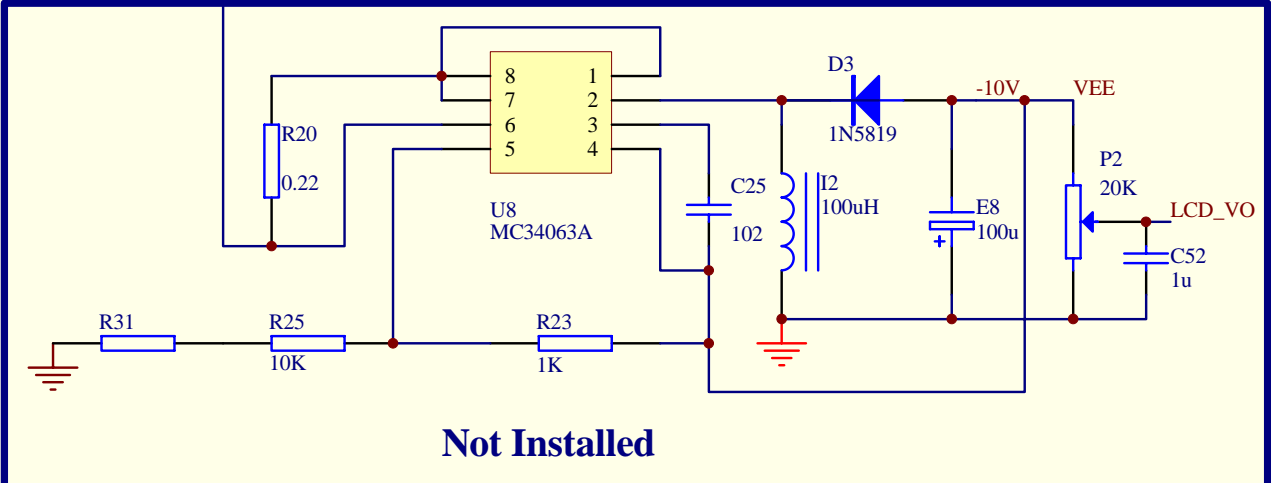 D3
-10V VEE
8 1
7 2
6 3
5 4
1N5819
R20
0.22
P2
20K
C25
102
I2
100uH
U8
MC34063A
E8
100u
LCD_VO
C52
1u
R31
R25
10K
R23
1K
Not Installed